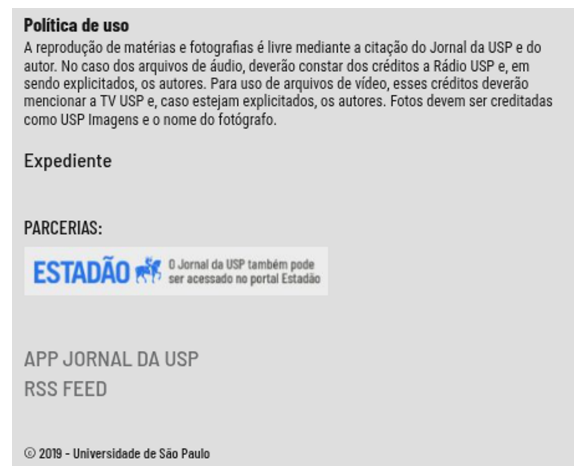 Política de uso
A reprodução de matérias e fotografias é livre mediante a citação do Jornal da USP e do
autor. No caso dos arquivos de áudio, deverão constar dos créditos a Rádio USP e, em
sendo explicitados, os autores. Para uso de arquivos de vídeo, esses créditos deverão
mencionar a TV USP e, caso estejam explicitados, os autores. Fotos devem ser creditadas
como USP Imagens e o nome do fotógrafo.
Expediente
PARCERIAS:
ESTADÃO O Jornal da USP também pode
ser acessado no portal Estadão
APP JORNAL DA USP
RSS FEED
© 2019 - Universidade de São Paulo